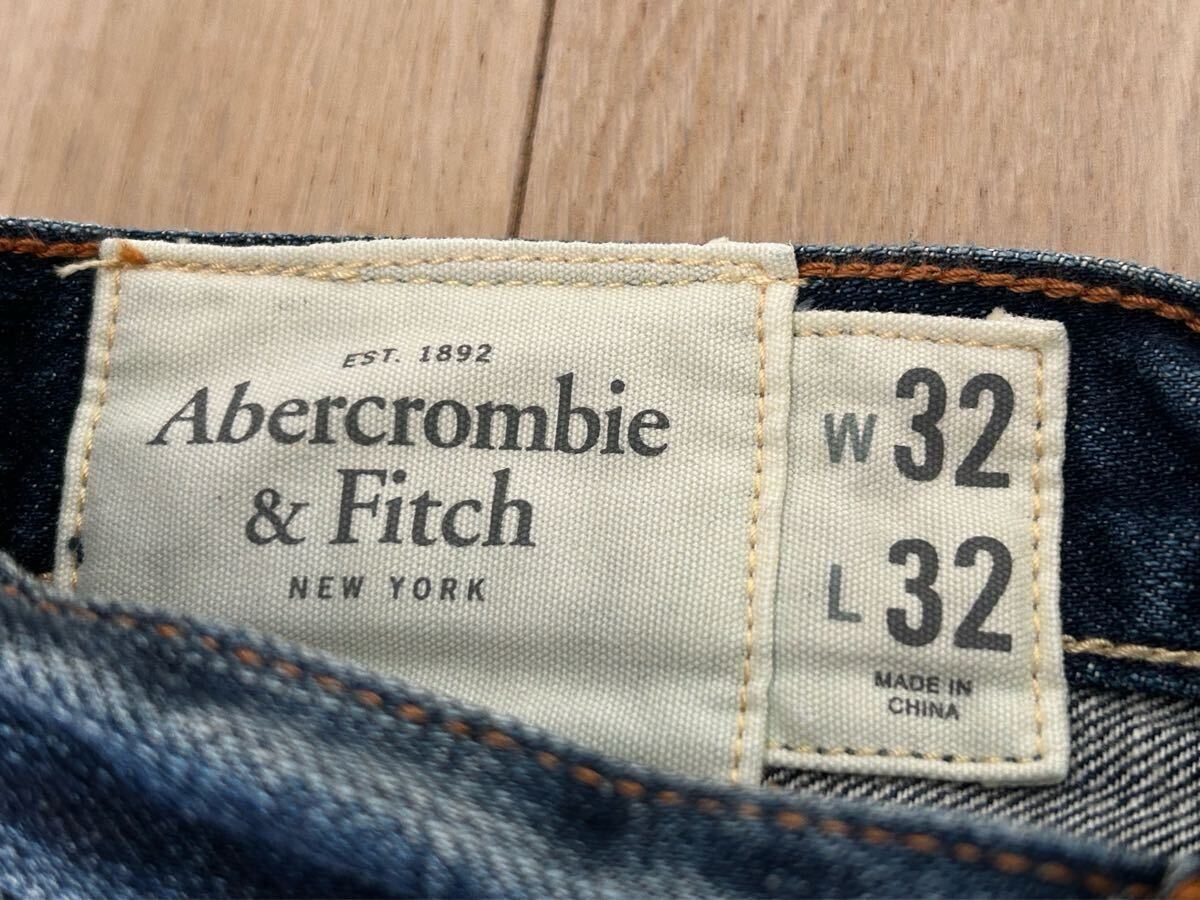 EST. 1892
Abercrombie
& Fitch
NEW YORK
W 32
L 32
MADE IN
CHINA